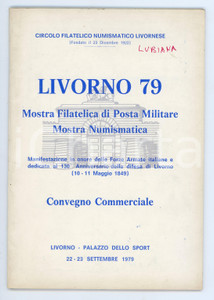 CIRCOLO FILATELICO NUMISMATICO LIVORNESE
(Fondato il 23 Dicembre 1922)
LUBIANA
LIVORNO 79
Mostra Filatelica di Posta Militare
Mostra Numismatica
Manifestazione in onore delle Forze Armate Italiane e
dedicata al 130° Anniversario della difesa di Livorno
(10 - 11 Maggio 1849)
Convegno Commerciale
LIVORNO - PALAZZO DELLO SPORT
22-23 SETTEMBRE 1979